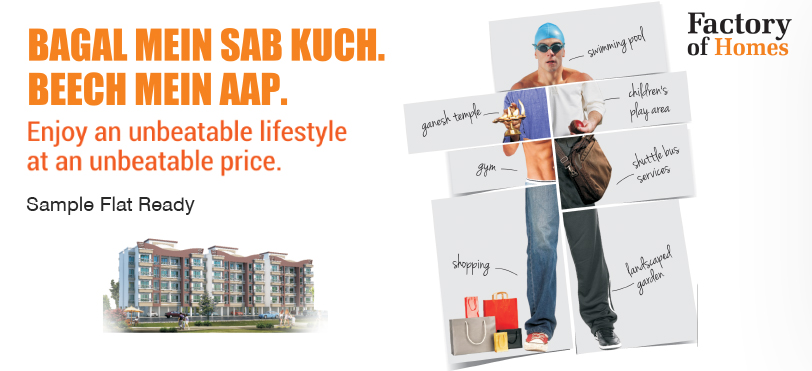 BAGAL MEIN SAB KUCH.
BEECH MEIN AAP.
Enjoy an unbeatable lifestyle
at an unbeatable price.
Sample Flat Ready
Factory
of Homes
swimming pool
ganesh temple
children's
play area
gym
shuttle bus
services
shopping
landscaped
garden